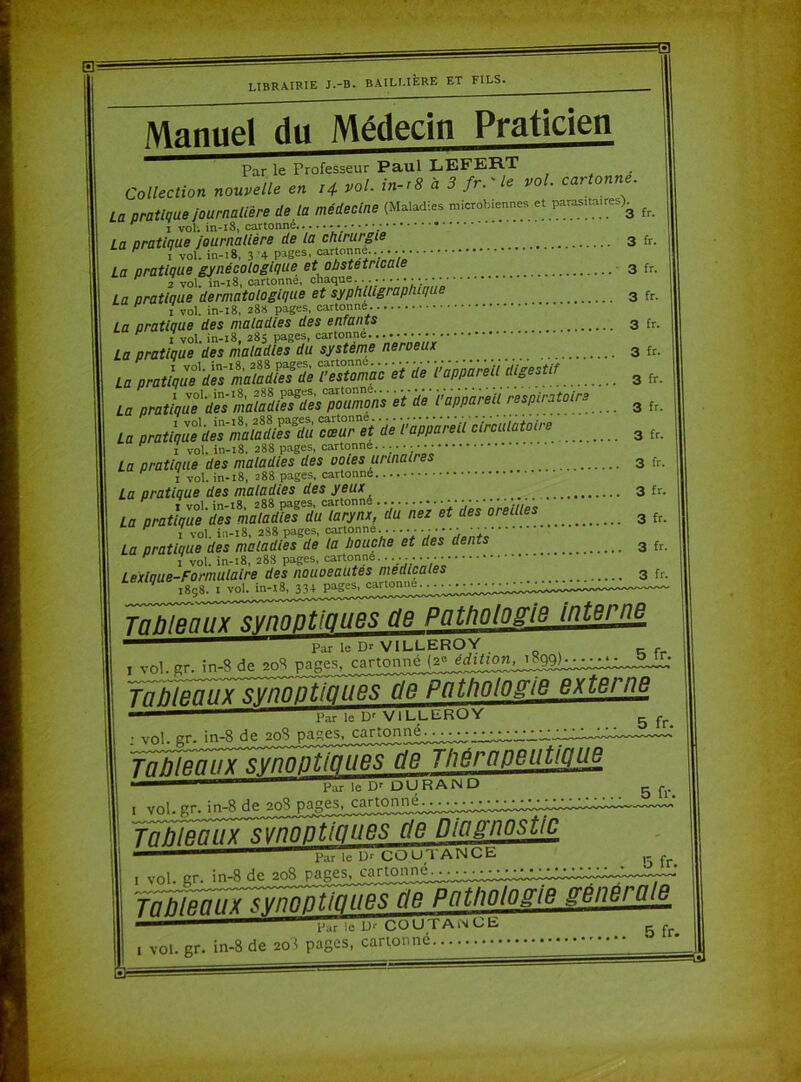 LIBRAIRIE J.-B. BAILLIÈRE ET FILS.
Manuel du Médecin Praticien
Par le Professeur Paul LEFERT
Collection nouvelle en 14 vol. in-18 à 3 fr. le vol. cartonné.
La pratique journalière de la médecine (Maladies microbiennes et parasitaires).
1 vol. in-18, cartonné........ 3 fr.
La pratique journalière de la chirurgie
1 vol. in-18, 3 4 pages, cartonné........ 3 fr.
La pratique gynécologique et obstétricale
2 vol. in-18, cartonné, chaque........ 3 fr.
La pratique dermatologique et syphiligraphique
1 vol. in-18, 288 pages, cartonné........ 3 fr.
La pratique des maladies des enfants
1 vol. in-18, 285 pages, cartonné........ 3 fr.
La pratique des maladies du système nerveux
1 vol. in-18, 288 pages, cartonné........ 3 fr.
La pratique des maladies de l'estomac et de l'appareil digestif
1 vol. in-18, 288 pages, cartonné........ 3 fr.
La pratique des maladies des poumons et de l'appareil respiratoire
1 vol. in-18, 288 pages, cartonné........ 3 fr.
La pratique des maladies du cœur et de l'appareil circulatoire
1 vol. in-18, 288 pages, cartonné........ 3 fr.
La pratique des maladies des voies urinaires
1 vol. in-18, 288 pages, cartonné........ 3 fr.
La pratique des maladies des yeux
1 vol. in-18, 288 pages, cartonné........ 3 fr.
La pratique des maladies du larynx, du nez et des oreilles
1 vol. in-18, 288 pages, cartonné........ 3 fr.
La pratique des maladies de la bouche et des dents
1 vol. in-18, 288 pages, cartonné........ 3 fr.
Lexique-Formulaire des nouveautés médicales
1898. 1 vol. in-18, 334 pages, cartonné........ 3 fr.
Tableaux synoptiques de Pathologie interne
Par le Dr VILLEROY
1 vol. gr. in-8 de 208 pages, cartonné (2e édition, 1899)........ 5 fr.
Tableaux synoptiques de Pathologie externe
Par le Dr VILLEROY
1 vol. gr. in-8 de 208 pages, cartonné........ 5 fr.
Tableaux synoptiques de Thérapeutique
Par le Dr DURAND
1 vol. gr. in-8 de 208 pages, cartonné........ 5 fr.
Tableaux synoptiques de Diagnostic
Par le Dr COUTANCE
1 vol. gr. in-8 de 208 pages, cartonné........ 5 fr.
Tableaux synoptiques de Pathologie générale
Par le Dr COUTANCE
1 vol. gr. in-8 de 208 pages, cartonné........ 5 fr.